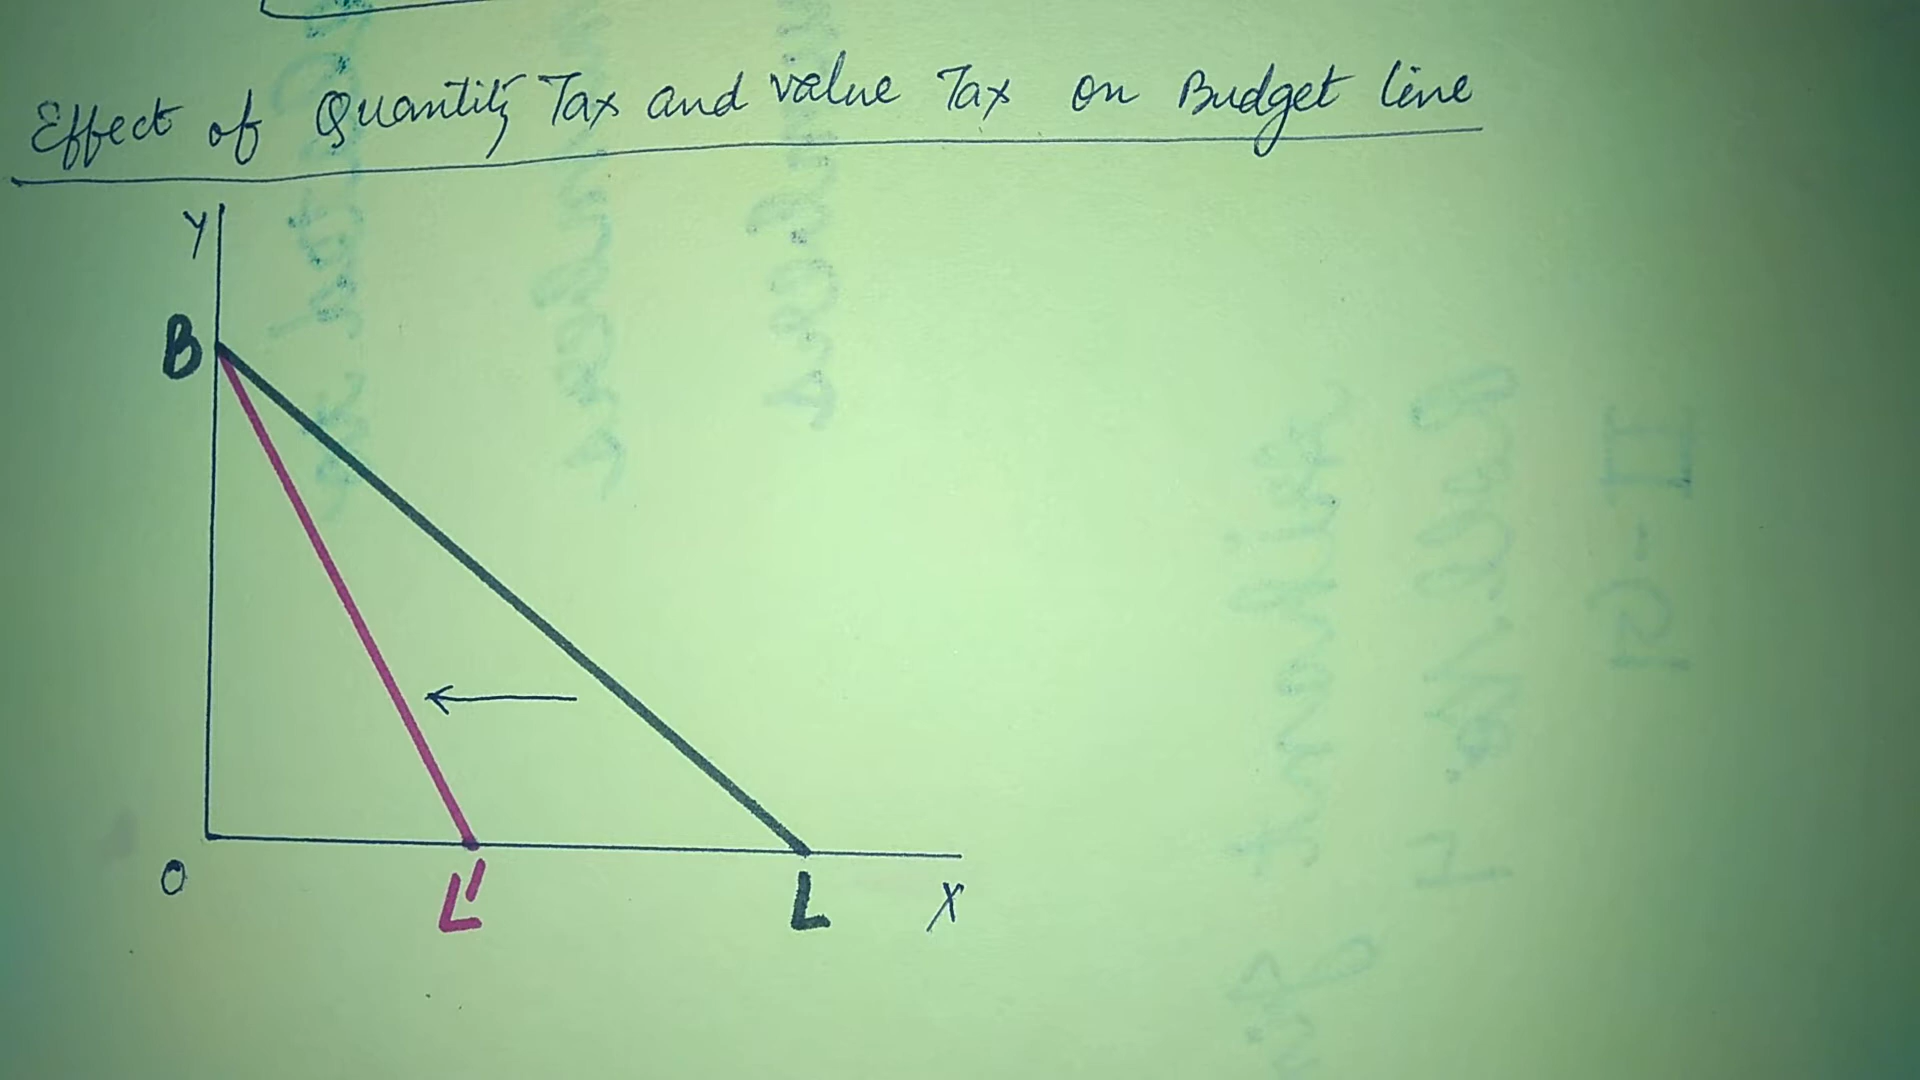 Effect of Quantity Tax and value Tax on Budget line
Y
B
O
L'
L
X